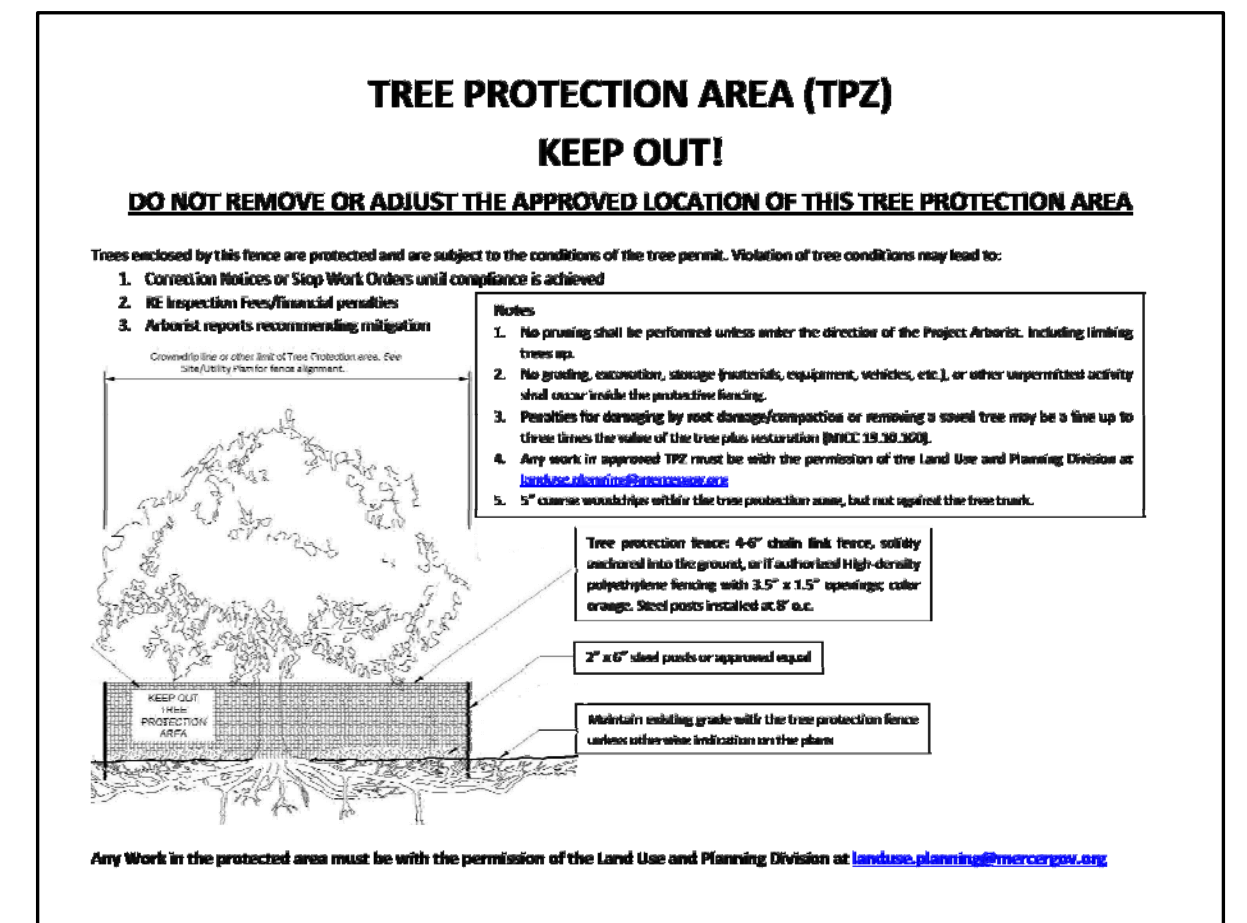 TREE PROTECTION AREA (TPZ)
KEEP OUT!
DO NOT REMOVE OR ADJUST THE APPROVED LOCATION OF THIS TREE PROTECTION AREA
Trees enclosed by this fence are protected and are subject to the conditions of the tree permit. Violation of tree conditions may lead to:
1. Correction Notices or Stop Work Orders until compliance is achieved
2. RE Inspection Fees/financial penalties
3. Arborist reports recommending mitigation
Notes
1. No pruning shall be performed unless under the direction of the Project Arborist. Including limbing
trees up.
2. No grading, excavation, storage (materials, equipment, vehicles, etc.), or other unpermitted activity
shall occur inside the protective fencing.
3. Penalties for damaging by root damage/compaction or removing a saved tree may be a fine up to
three times the value of the tree plus restoration (MICC 19.10.100).
4. Any work in approved TPZ must be with the permission of the Land Use and Planning Division at
landuse.planning@mercergov.org
5. 5" coarse woodchips within the tree protection zone, but not against the tree trunk.
Crowndrip line or other limit of Tree Protection area. See
Site/Utility Plan for fence alignment.
Tree protection fence: 4-6" chain link fence, solidly
anchored into the ground, or if authorized High-density
polyethylene fencing with 3.5" x 1.5" openings; color
orange. Steel posts installed at 8' o.c.
2" x 6" steel posts or approved equal
KEEP OUT
TREE
PROTECTION
AREA
Maintain existing grade with the tree protection fence
unless otherwise indication on the plans
Any Work in the protected area must be with the permission of the Land Use and Planning Division at landuse.planning@mercergov.org